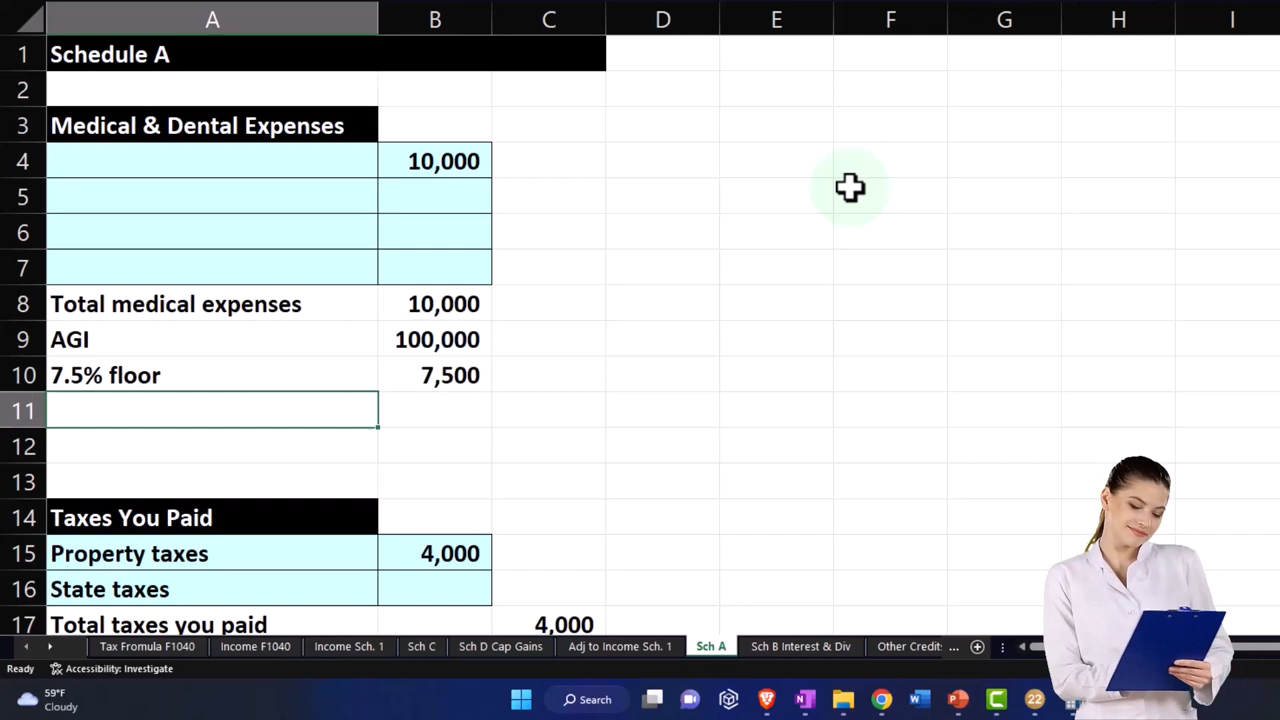 A B C D E F G H I
1 Schedule A
2
3 Medical & Dental Expenses
4 10,000
5
6
7
8 Total medical expenses 10,000
9 AGI 100,000
10 7.5% floor 7,500
11
12
13
14 Taxes You Paid
15 Property taxes 4,000
16 State taxes
17 Total taxes you paid 4,000
Tax Fromula F1040 Income F1040 Income Sch. 1 Sch C Sch D Cap Gains Adj to Income Sch. 1 Sch A Sch B Interest & Div Other Credit ...
Ready Accessibility: Investigate
59°F
Cloudy
Search
22